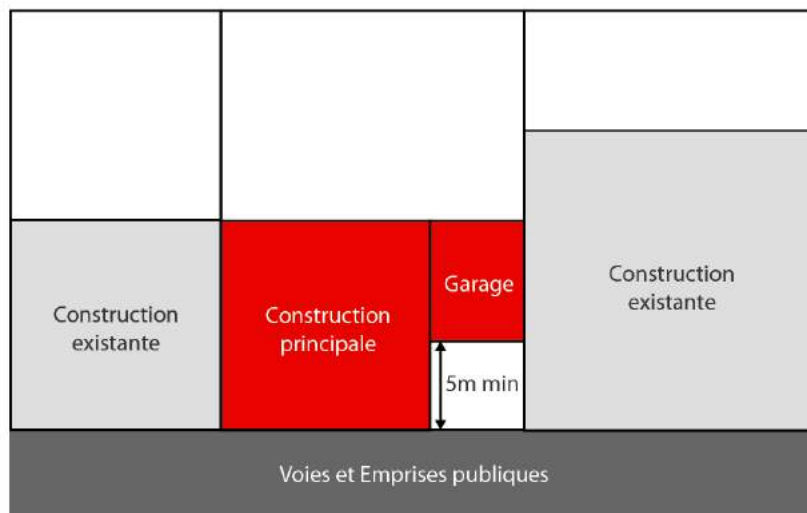 Construction
existante
Construction
principale
Garage
5m min
Construction
existante
Voies et Emprises publiques